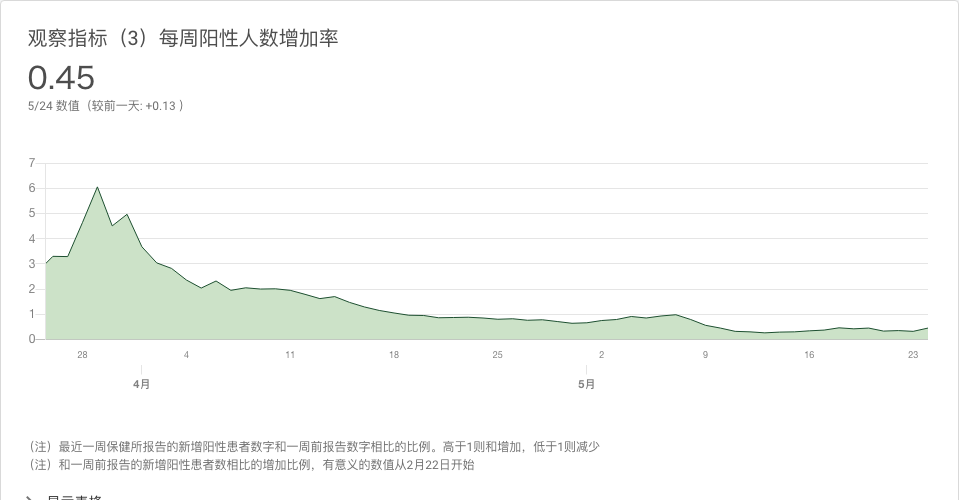 观察指标（3）每周阳性人数增加率
0.45
5/24 数值（较前一天: +0.13 ）
7
6
5
4
3
2
1
0
28 4 11 18 25 2 9 16 23
4月 5月
（注）最近一周保健所报告的新增阳性患者数字和一周前报告数字相比的比例。高于1则和增加，低于1则减少
（注）和一周前报告的新增阳性患者数相比的增加比例，有意义的数值从2月22日开始